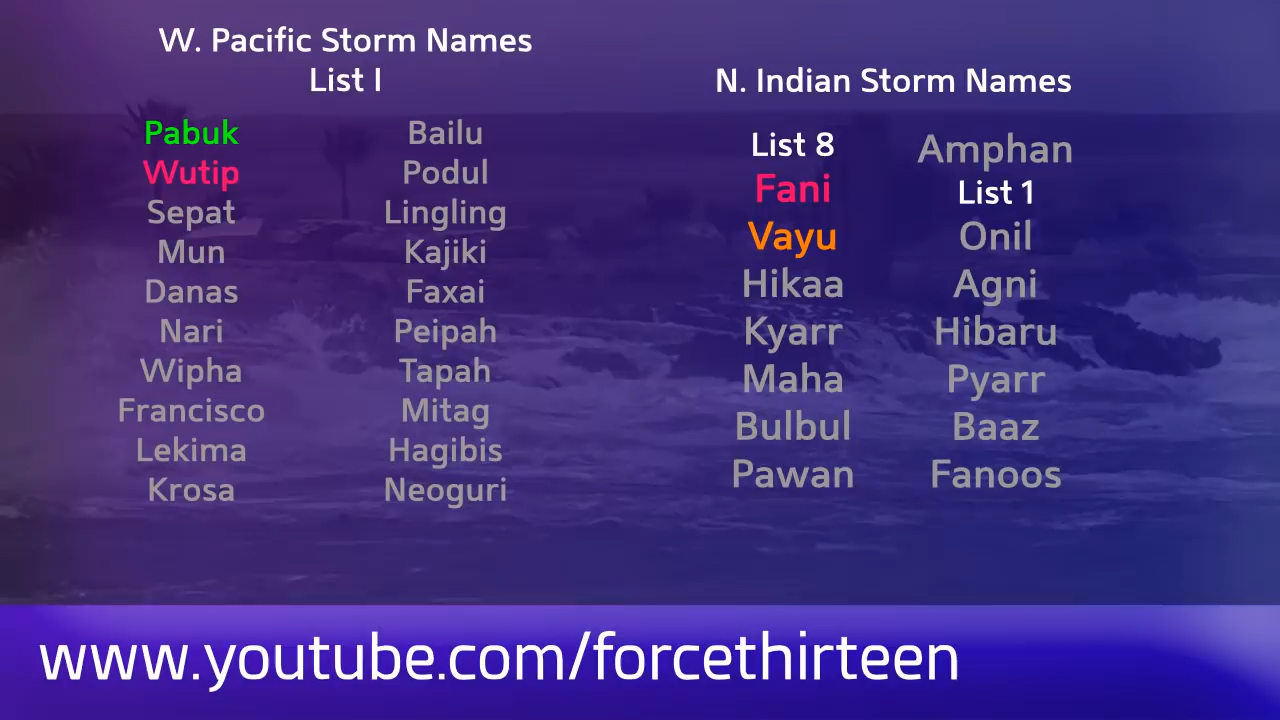 W. Pacific Storm Names
List I
Pabuk
Wutip
Sepat
Mun
Danas
Nari
Wipha
Francisco
Lekima
Krosa
Bailu
Podul
Lingling
Kajiki
Faxai
Peipah
Tapah
Mitag
Hagibis
Neoguri
N. Indian Storm Names
List 8
Fani
Vayu
Hikaa
Kyarr
Maha
Bulbul
Pawan
Amphan
List 1
Onil
Agni
Hibaru
Pyarr
Baaz
Fanoos
www.youtube.com/forcethirteen